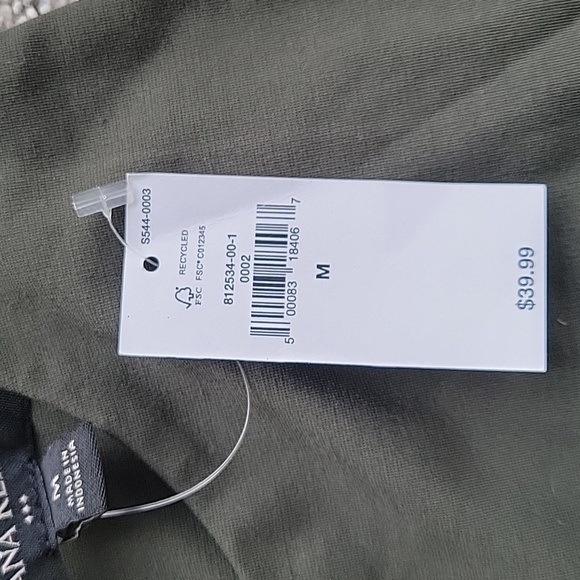 S544-0003
RECYCLED
FSC
FSC® C012345
812534-00-1
0002
5 00083 18406 7
M
$39.99
M
MADE IN
INDONESIA